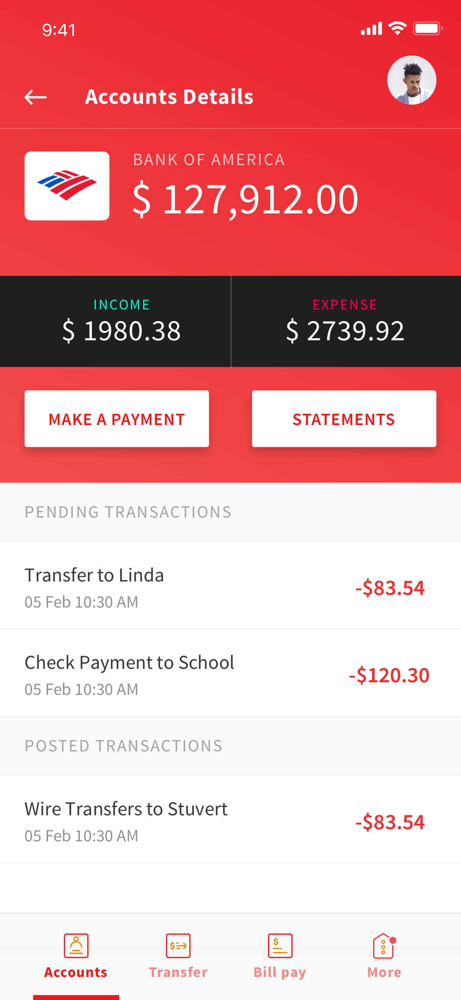 9:41
Accounts Details
BANK OF AMERICA
$ 127,912.00
INCOME
$ 1980.38
EXPENSE
$ 2739.92
MAKE A PAYMENT
STATEMENTS
PENDING TRANSACTIONS
Transfer to Linda
-$83.54
05 Feb 10:30 AM
Check Payment to School
-$120.30
05 Feb 10:30 AM
POSTED TRANSACTIONS
Wire Transfers to Stuvert
-$83.54
05 Feb 10:30 AM
Accounts
Transfer
Bill pay
More